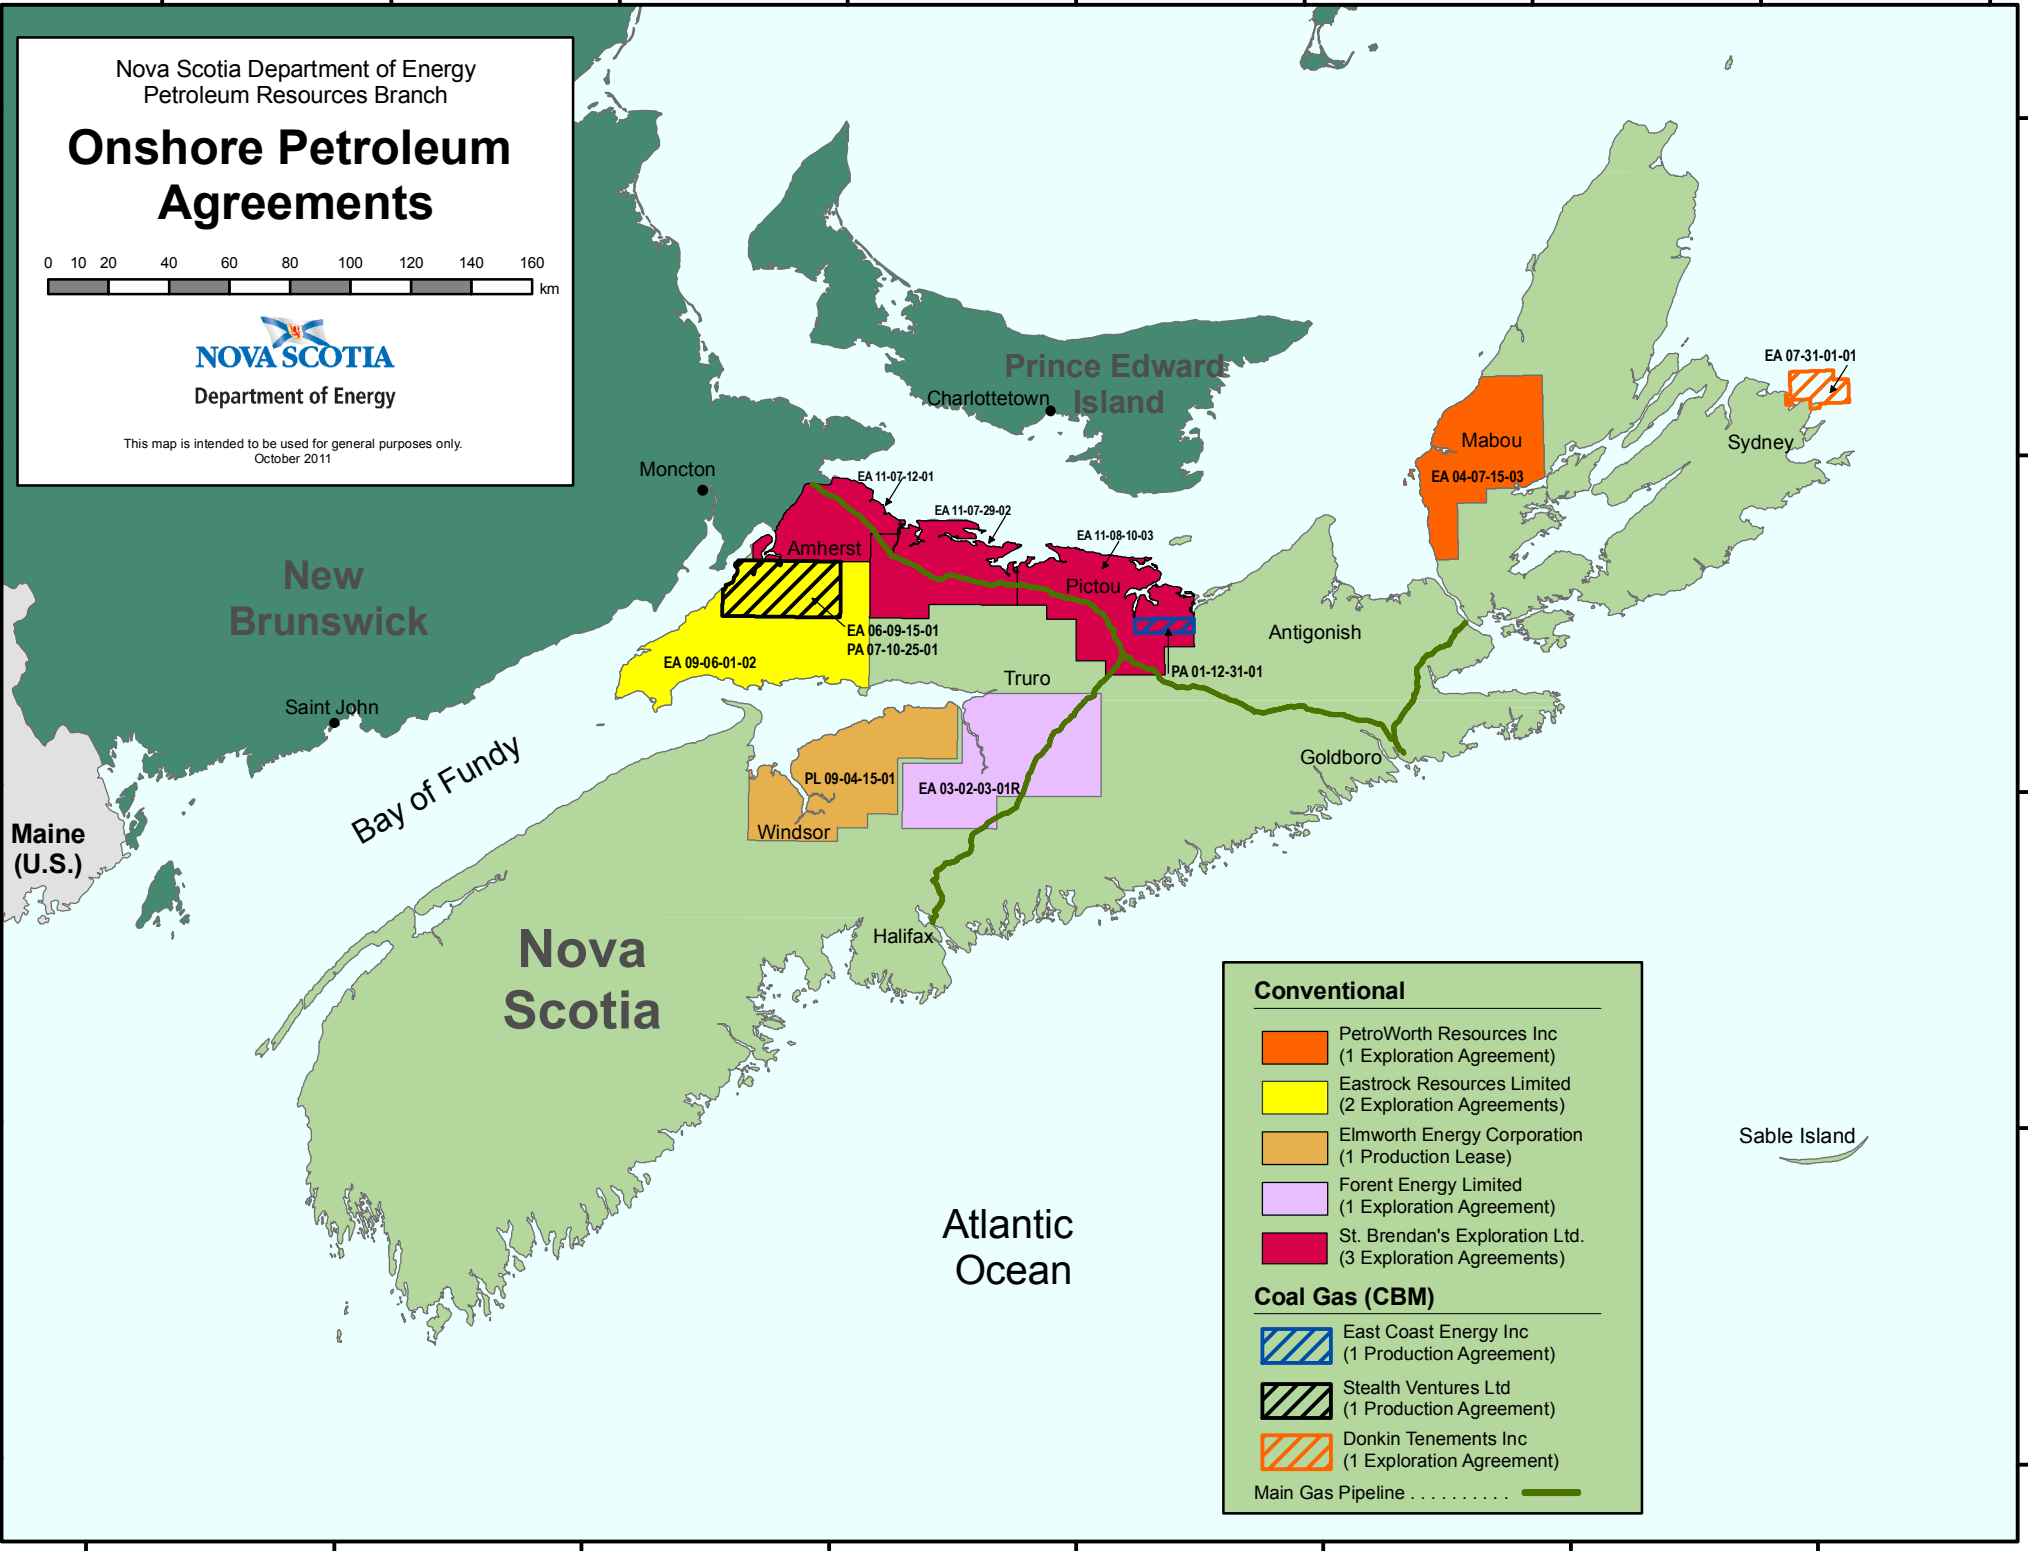 Nova Scotia Department of Energy
Petroleum Resources Branch
Onshore Petroleum
Agreements
0 10 20 40 60 80 100 120 140 160
km
NOVA SCOTIA
Department of Energy
This map is intended to be used for general purposes only.
October 2011
Prince Edward
Island
Charlottetown
EA 07-31-01-01
Sydney
Mabou
EA 04-07-15-03
Moncton
EA 11-07-12-01
EA 11-07-29-02
EA 11-08-10-03
Amherst
Pictou
New
Brunswick
EA 06-09-15-01
PA 07-10-25-01
Antigonish
EA 09-06-01-02
PA 01-12-31-01
Truro
Saint John
Bay of Fundy
Goldboro
PL 09-04-15-01
EA 03-02-03-01R
Windsor
Maine
(U.S.)
Halifax
Nova
Scotia
Sable Island
Atlantic
Ocean
Conventional
PetroWorth Resources Inc
(1 Exploration Agreement)
Eastrock Resources Limited
(2 Exploration Agreements)
Elmworth Energy Corporation
(1 Production Lease)
Forent Energy Limited
(1 Exploration Agreement)
St. Brendan's Exploration Ltd.
(3 Exploration Agreements)
Coal Gas (CBM)
East Coast Energy Inc
(1 Production Agreement)
Stealth Ventures Ltd
(1 Production Agreement)
Donkin Tenements Inc
(1 Exploration Agreement)
Main Gas Pipeline . . . . . . . . . .